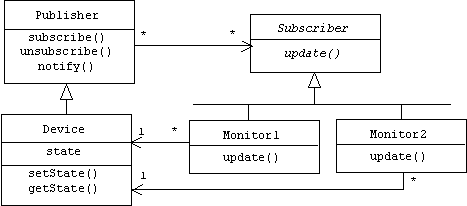 Publisher
subscribe()
unsubscribe()
notify()
*
*
Subscriber
update()
Device
state
setState()
getState()
1
*
Monitor1
update()
Monitor2
update()
1
*